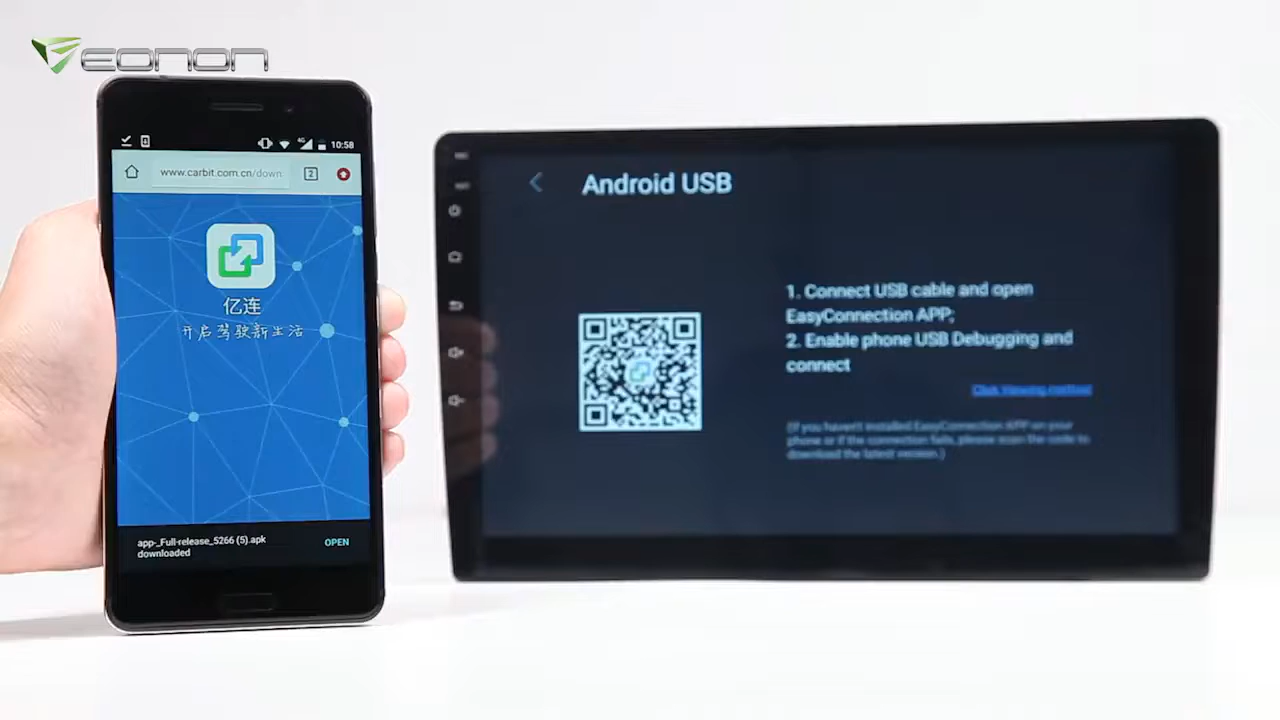 EONON
10:58
www.carbit.com.cn/down
2
亿连
开启驾驶新生活
app-_Full-release_5266 (5).apk
downloaded
OPEN
Android USB
1. Connect USB cable and open
EasyConnection APP;
2. Enable phone USB Debugging and
connect
Click Viewing method
(If you haven't installed EasyConnection APP on your
phone or if the connection fails, please scan the code to
download the latest version.)